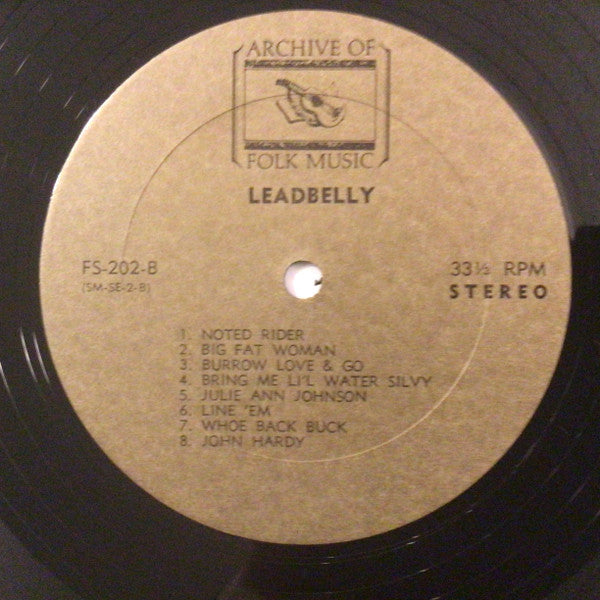 ARCHIVE OF
FOLK MUSIC
LEADBELLY
FS-202-B
(SM-SE-2-B)
33⅓ RPM
STEREO
1. NOTED RIDER
2. BIG FAT WOMAN
3. BURROW LOVE & GO
4. BRING ME LI'L WATER SILVY
5. JULIE ANN JOHNSON
6. LINE 'EM
7. WHOE BACK BUCK
8. JOHN HARDY